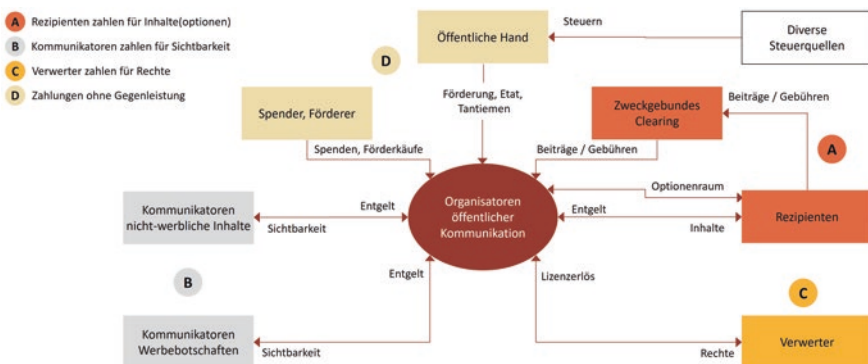 A Rezipienten zahlen für Inhalte(optionen)
B Kommunikatoren zahlen für Sichtbarkeit
C Verwerter zahlen für Rechte
D Zahlungen ohne Gegenleistung
Öffentliche Hand
Steuern
Diverse
Steuerquellen
D
Förderung, Etat,
Tantiemen
Spender, Förderer
Spenden, Förderkäufe
Zweckgebundes
Clearing
Beiträge / Gebühren
Beiträge / Gebühren
A
Organisatoren
öffentlicher
Kommunikation
Optionenraum
Entgelt
Inhalte
Rezipienten
Kommunikatoren
nicht-werbliche Inhalte
Entgelt
Sichtbarkeit
B
Entgelt
Lizenzerlös
C
Kommunikatoren
Werbebotschaften
Sichtbarkeit
Rechte
Verwerter